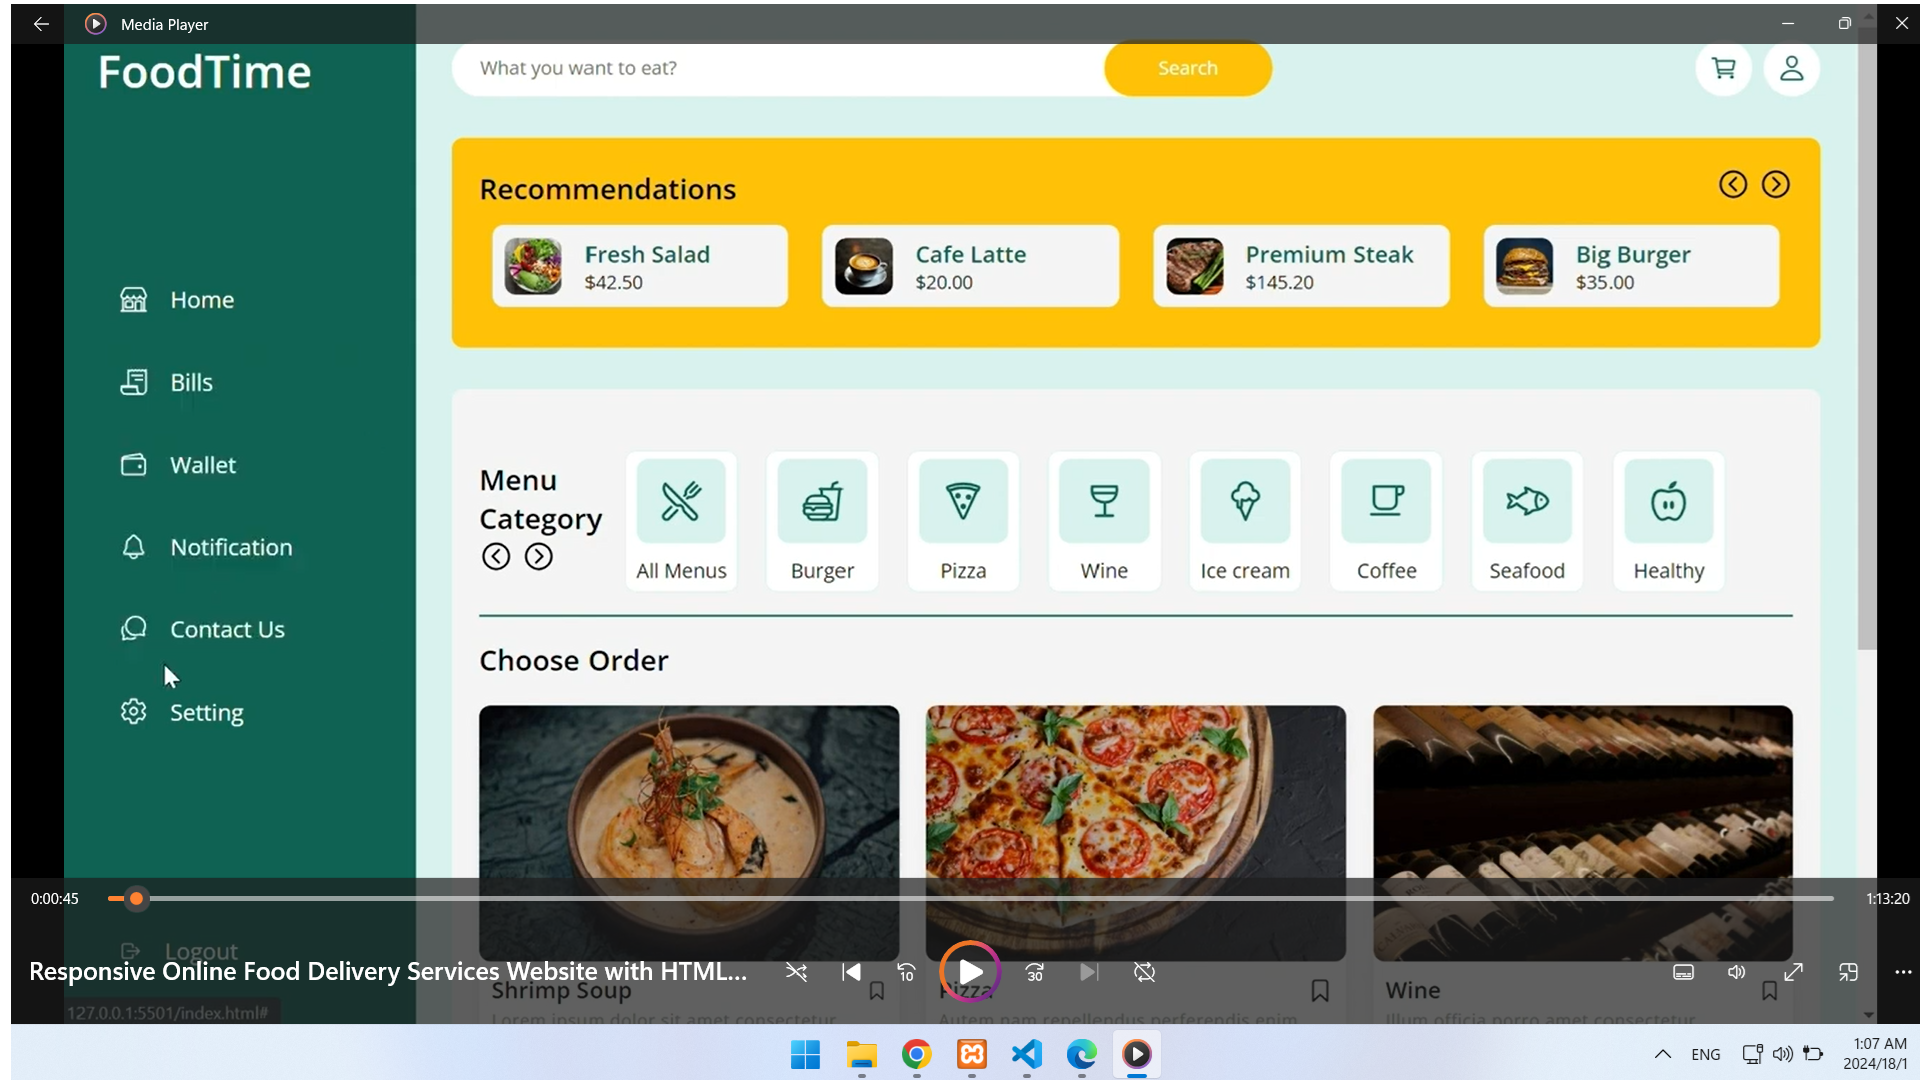 Media Player
FoodTime
What you want to eat?
Search
Recommendations
Fresh Salad
$42.50
Cafe Latte
$20.00
Premium Steak
$145.20
Big Burger
$35.00
Home
Bills
Wallet
Notification
Contact Us
Setting
Logout
Menu
Category
All Menus
Burger
Pizza
Wine
Ice cream
Coffee
Seafood
Healthy
Choose Order
0:00:45
1:13:20
Responsive Online Food Delivery Services Website with HTML...
10
30
Shrimp Soup
Pizza
Wine
Lorem ipsum dolor sit amet consectetur
Autem nam repellendus perferendis enim
Illum officia porro amet consectetur
127.0.0.1:5501/index.html#
ENG
1:07 AM
2024/18/1